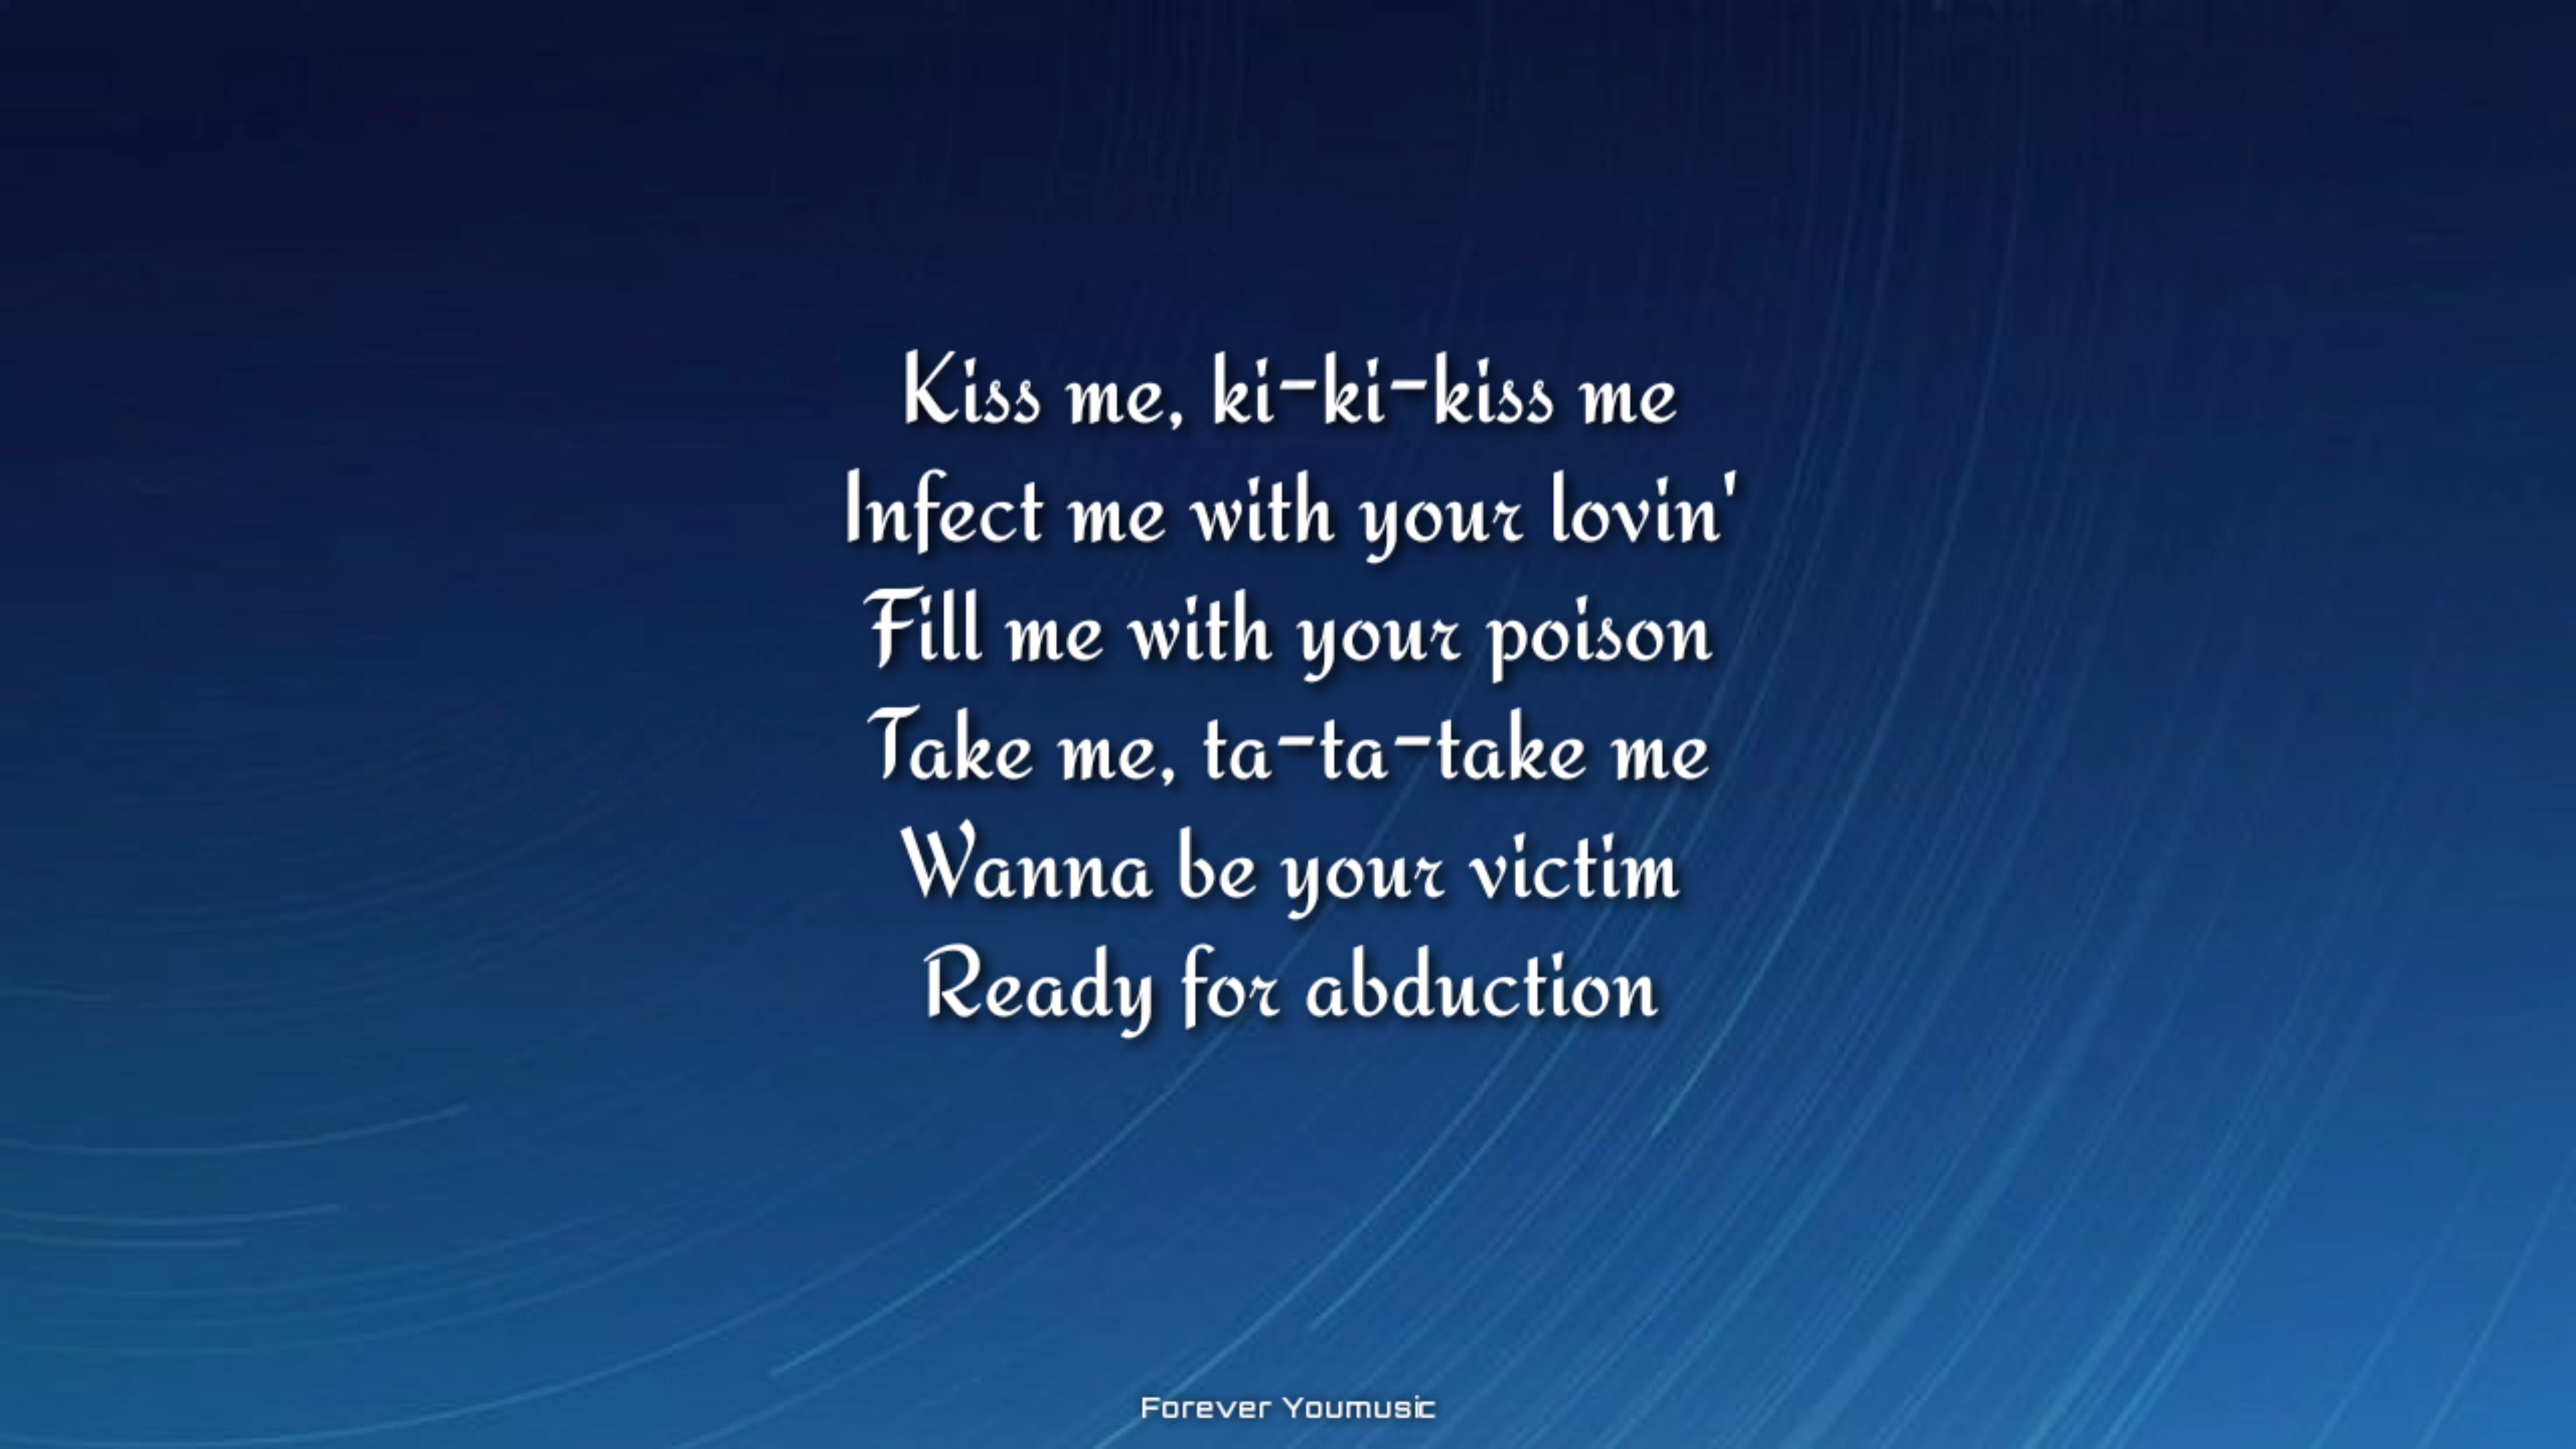 Kiss me, ki-ki-kiss me
Infect me with your lovin'
Fill me with your poison
Take me, ta-ta-take me
Wanna be your victim
Ready for abduction
Forever Youmusic